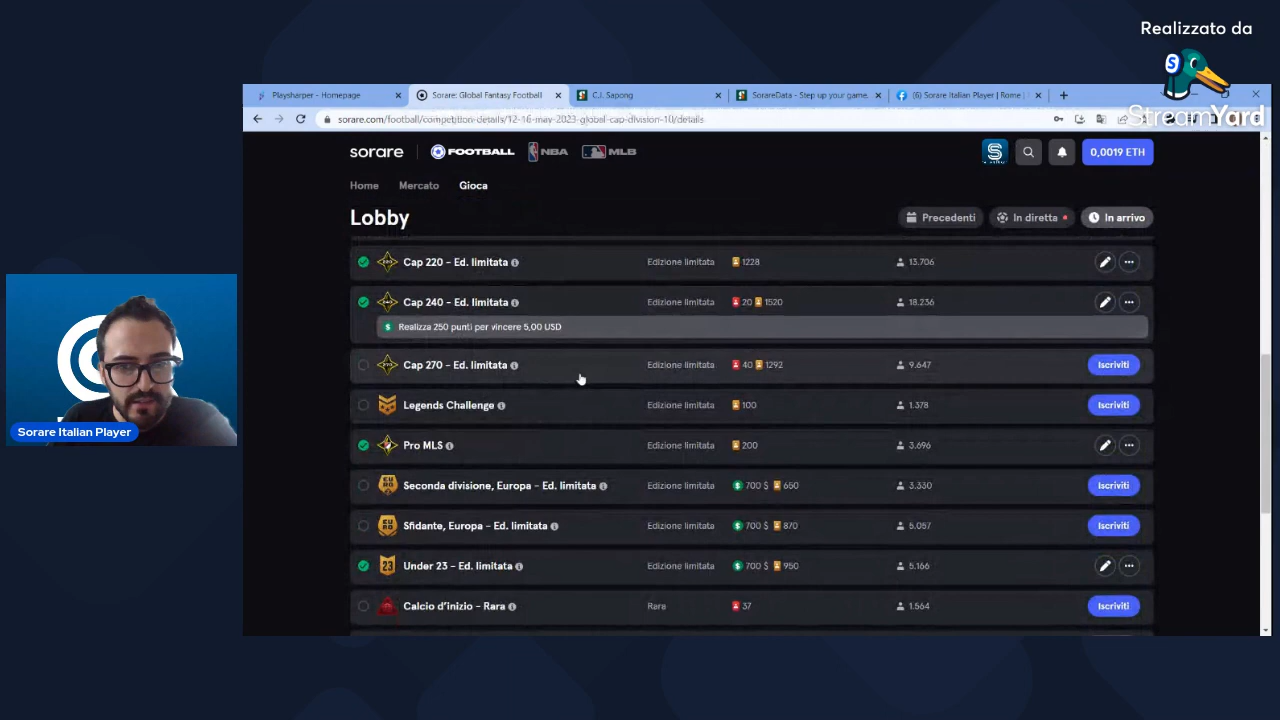 Realizzato da
S
StreamYard
Playsharper - Homepage
Sorare: Global Fantasy Football
C.J. Sapong
SorareData - Step up your game.
(6) Sorare Italian Player | Rome |
sorare.com/football/competition-details/12-16-may-2023-global-cap-division-10/details
sorare FOOTBALL NBA MLB
S
0,0019 ETH
Home Mercato Gioca
Lobby Precedenti In diretta In arrivo
Cap 220 – Ed. limitata Edizione limitata 1228 13.706
Cap 240 – Ed. limitata Edizione limitata 20 1520 18.236
Realizza 250 punti per vincere 5,00 USD
Cap 270 – Ed. limitata Edizione limitata 40 1292 9.647 Iscriviti
Legends Challenge Edizione limitata 100 1.378 Iscriviti
Pro MLS Edizione limitata 200 3.696
Seconda divisione, Europa – Ed. limitata Edizione limitata 700 $ 650 3.330 Iscriviti
Sfidante, Europa – Ed. limitata Edizione limitata 700 $ 870 5.057 Iscriviti
23 Under 23 – Ed. limitata Edizione limitata 700 $ 950 5.166
Calcio d'inizio – Rara Rara 37 1.564 Iscriviti
Sorare Italian Player